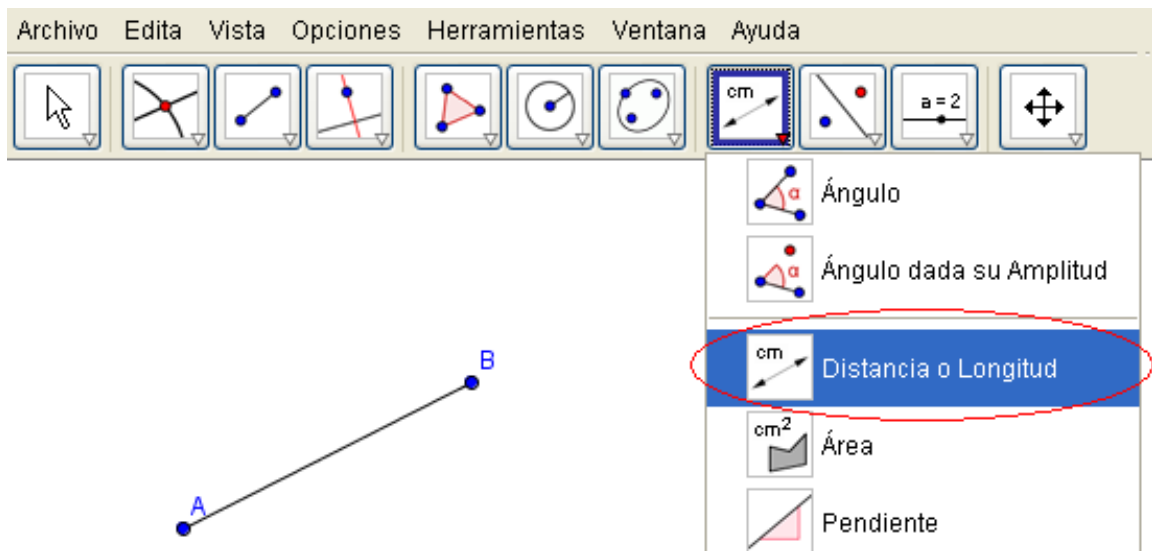 Archivo Edita Vista Opciones Herramientas Ventana Ayuda
cm
a = 2
α Ángulo
α Ángulo dada su Amplitud
cm Distancia o Longitud
cm² Área
Pendiente
B
A